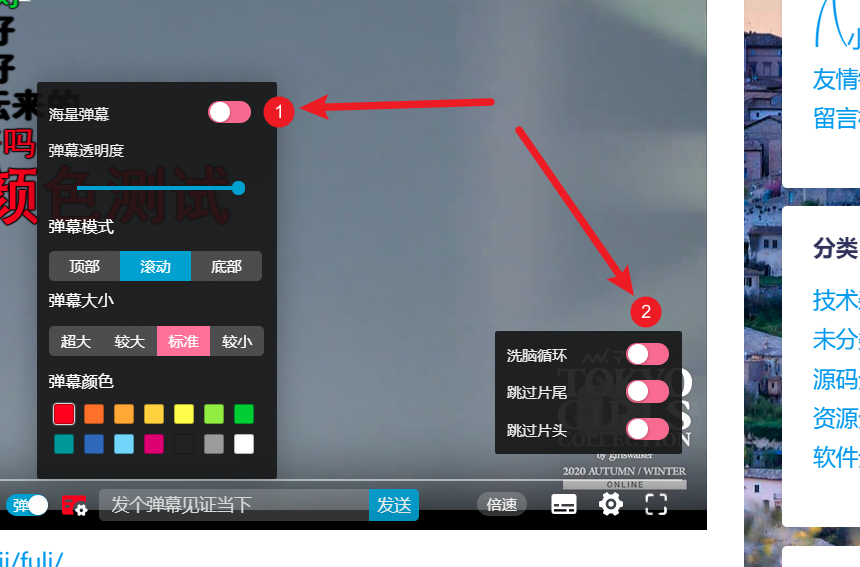 好
好
云来的
吗
颜色测试
海量弹幕
1
弹幕透明度
弹幕模式
顶部 滚动 底部
弹幕大小
超大 较大 标准 较小
弹幕颜色
2
洗脑循环
跳过片尾
跳过片头
TOKYO
GIRLS
COLLECTION
by girlswalker
2020 AUTUMN / WINTER
ONLINE
弹
发个弹幕见证当下 发送 倍速
/fuli/
友情
留言
分类
技术
未分
源码
资源
软件